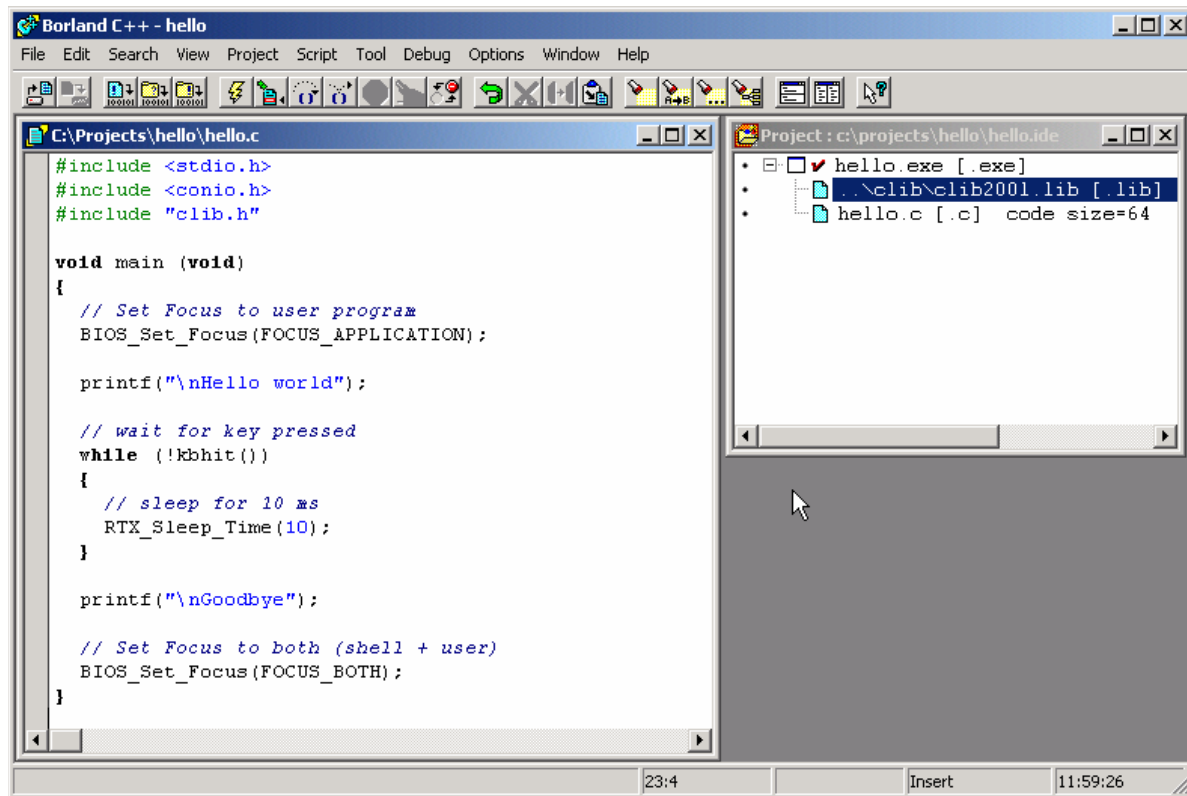 Borland C++ - hello
File Edit Search View Project Script Tool Debug Options Window Help
C:\Projects\hello\hello.c
#include <stdio.h>
#include <conio.h>
#include "clib.h"
void main (void)
{
// Set Focus to user program
BIOS_Set_Focus(FOCUS_APPLICATION);
printf("\nHello world");
// wait for key pressed
while (!kbhit())
{
// sleep for 10 ms
RTX_Sleep_Time(10);
}
printf("\nGoodbye");
// Set Focus to both (shell + user)
BIOS_Set_Focus(FOCUS_BOTH);
}
Project : c:\projects\hello\hello.ide
hello.exe [.exe]
..\clib\clib2001.lib [.lib]
hello.c [.c] code size=64
23:4 Insert 11:59:26